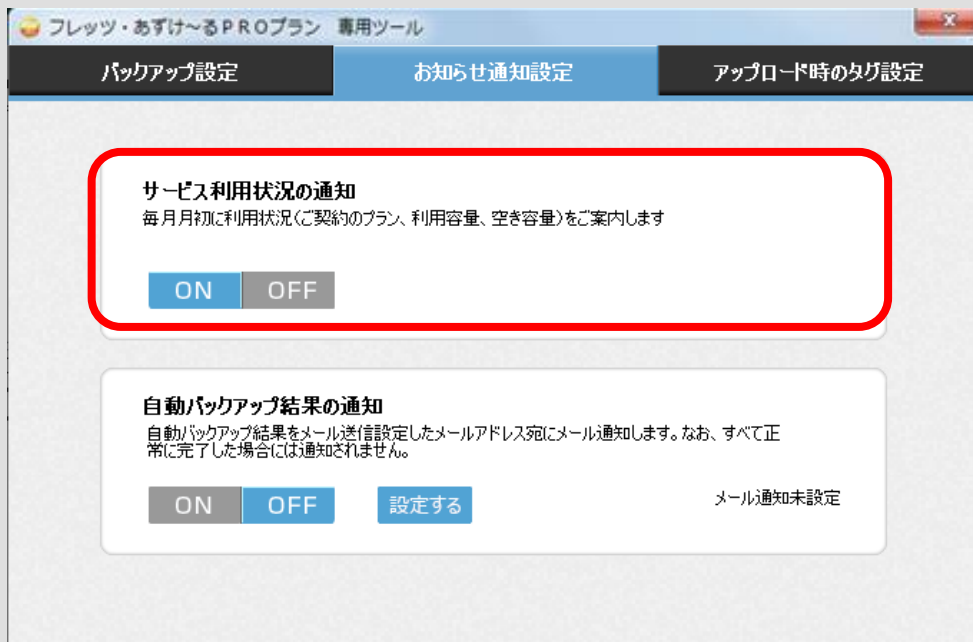 フレッツ・あずけ～るPROプラン 専用ツール
バックアップ設定 お知らせ通知設定 アップロード時のタグ設定
サービス利用状況の通知
毎月月初に利用状況(ご契約のプラン、利用容量、空き容量)をご案内します
ON OFF
自動バックアップ結果の通知
自動バックアップ結果をメール送信設定したメールアドレス宛にメール通知します。なお、すべて正
常に完了した場合には通知されません。
ON OFF 設定する メール通知未設定